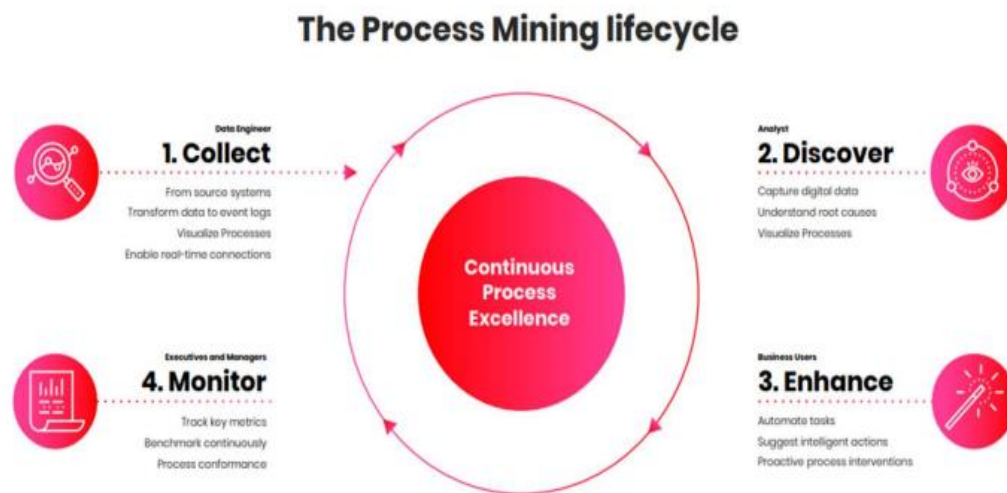 The Process Mining lifecycle
Data Engineer
1. Collect
From source systems
Transform data to event logs
Visualize Processes
Enable real-time connections
Analyst
2. Discover
Capture digital data
Understand root causes
Visualize Processes
Continuous
Process
Excellence
Executives and Managers
4. Monitor
Track key metrics
Benchmark continuously
Process conformance
Business Users
3. Enhance
Automate tasks
Suggest intelligent actions
Proactive process interventions